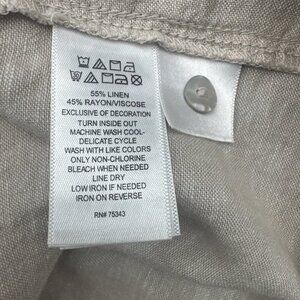 55% LINEN
45% RAYON/VISCOSE
EXCLUSIVE OF DECORATION
TURN INSIDE OUT
MACHINE WASH COOL-
DELICATE CYCLE
WASH WITH LIKE COLORS
ONLY NON-CHLORINE
BLEACH WHEN NEEDED
LINE DRY
LOW IRON IF NEEDED
IRON ON REVERSE
RN# 75343